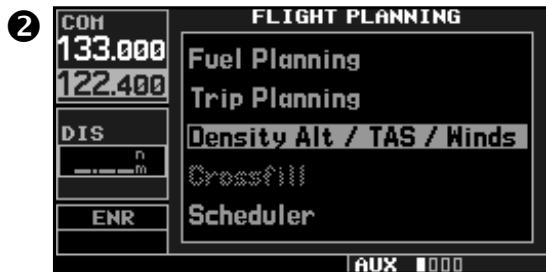 ❷
COM
133.000
122.400
DIS
__.__ n m
ENR
FLIGHT PLANNING
Fuel Planning
Trip Planning
Density Alt / TAS / Winds
Crossfill
Scheduler
AUX